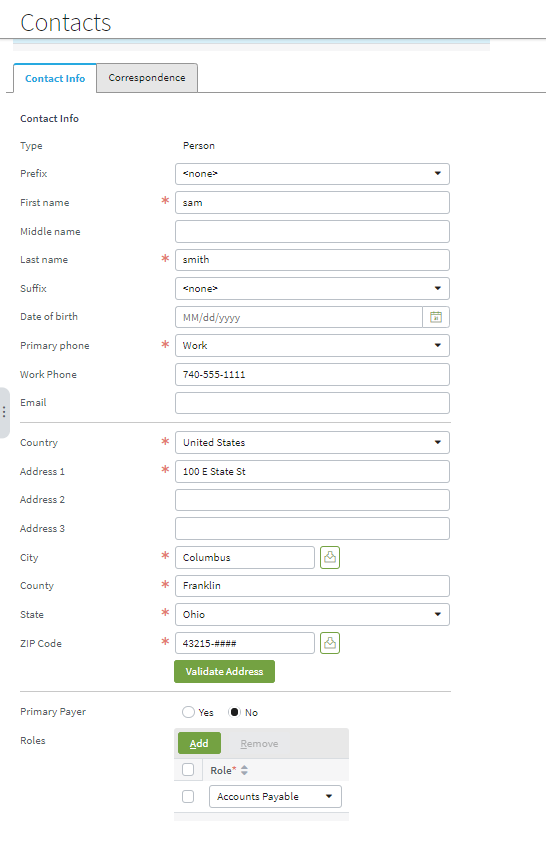 Contacts
Contact Info
Correspondence
Contact Info
Type Person
Prefix <none>
First name * sam
Middle name
Last name * smith
Suffix <none>
Date of birth MM/dd/yyyy
Primary phone * Work
Work Phone 740-555-1111
Email
Country * United States
Address 1 * 100 E State St
Address 2
Address 3
City * Columbus
County * Franklin
State * Ohio
ZIP Code * 43215-####
Validate Address
Primary Payer Yes No
Roles
Add Remove
Role*
Accounts Payable